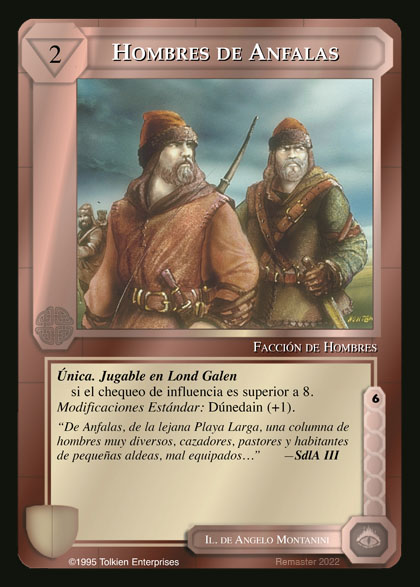 2
Hombres de Anfalas
Facción de Hombres
Única. Jugable en Lond Galen
si el chequeo de influencia es superior a 8.
Modificaciones Estándar: Dúnedain (+1).
6
“De Anfalas, de la lejana Playa Larga, una columna de
hombres muy diversos, cazadores, pastores y habitantes
de pequeñas aldeas, mal equipados…” —SdlA III
Il. de Angelo Montanini
©1995 Tolkien Enterprises
Remaster 2022